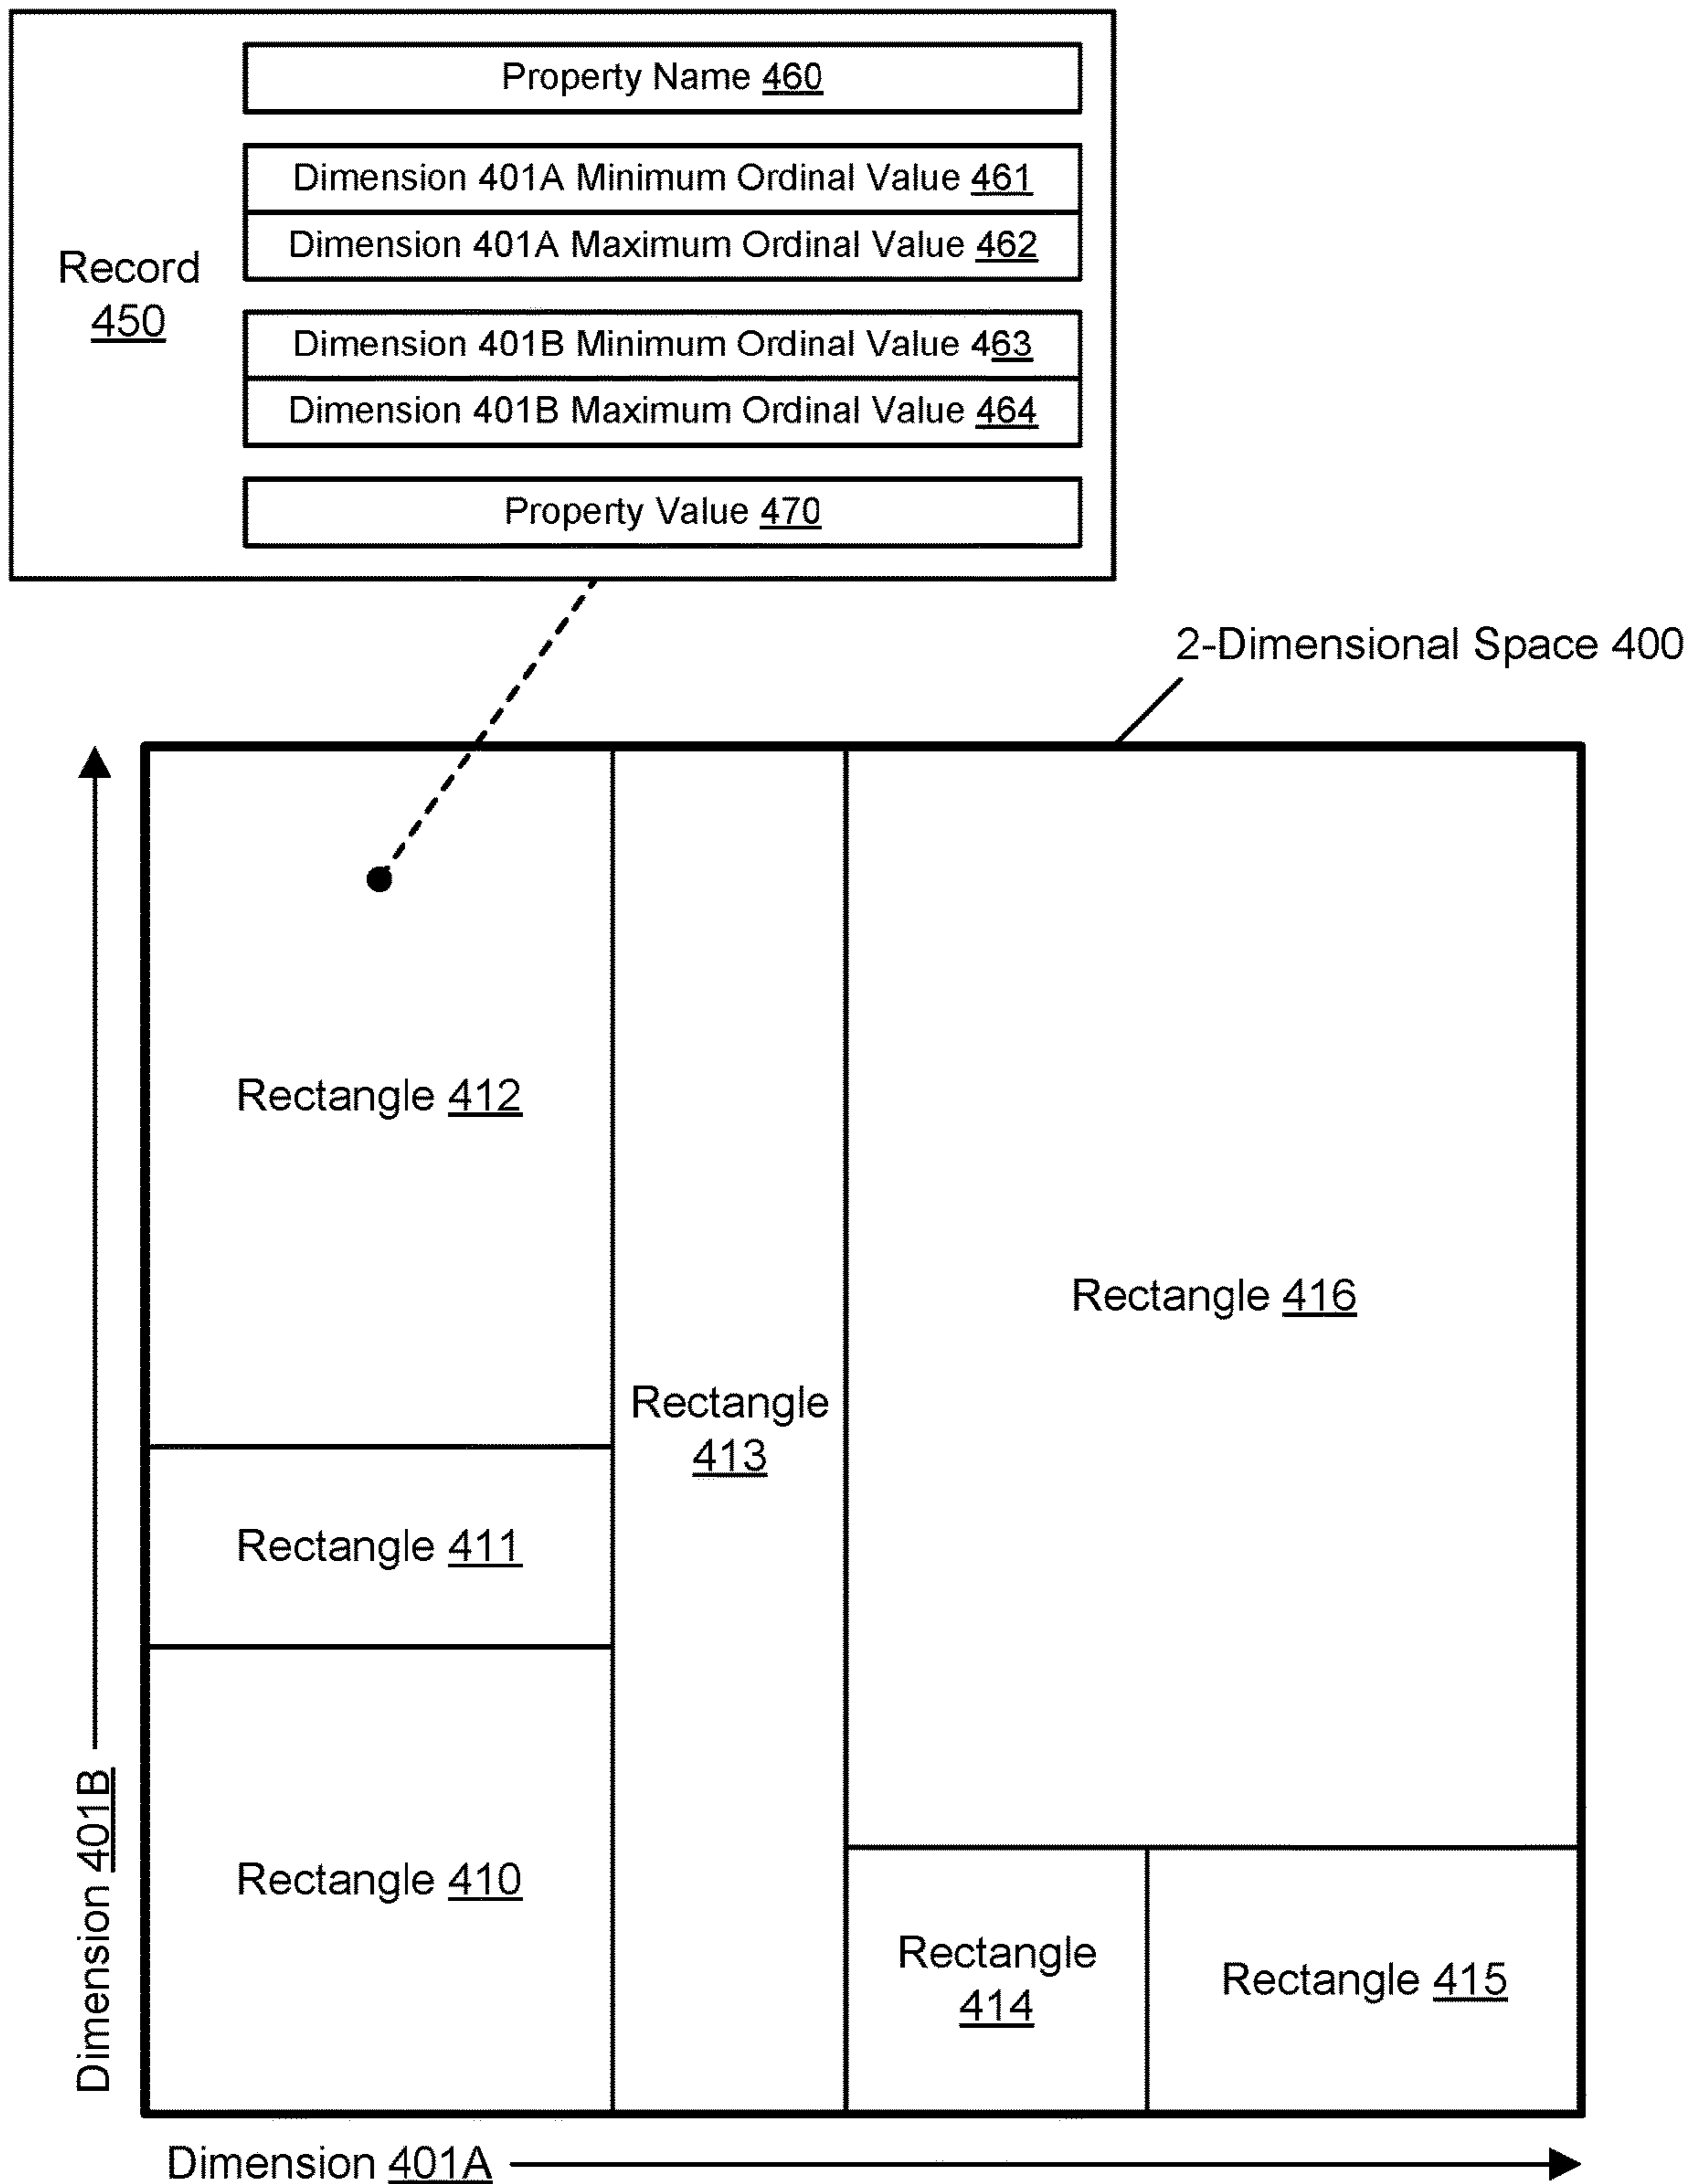 Property Name 460
Dimension 401A Minimum Ordinal Value 461
Dimension 401A Maximum Ordinal Value 462
Record
450
Dimension 401B Minimum Ordinal Value 463
Dimension 401B Maximum Ordinal Value 464
Property Value 470
2-Dimensional Space 400
Rectangle 412
Rectangle 416
Rectangle
413
Rectangle 411
Rectangle 410
Rectangle
414
Rectangle 415
Dimension 401B
Dimension 401A